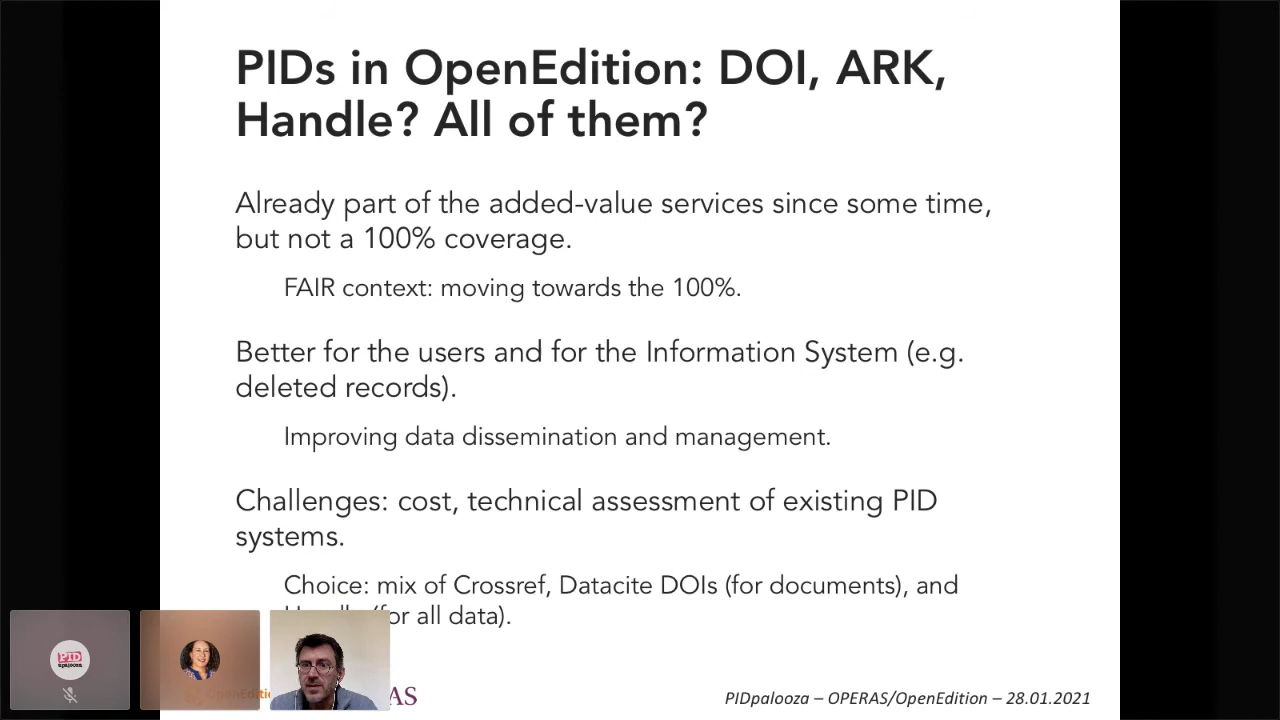 PIDs in OpenEdition: DOI, ARK,
Handle? All of them?
Already part of the added-value services since some time,
but not a 100% coverage.
FAIR context: moving towards the 100%.
Better for the users and for the Information System (e.g.
deleted records).
Improving data dissemination and management.
Challenges: cost, technical assessment of existing PID
systems.
Choice: mix of Crossref, Datacite DOIs (for documents), and
(for all data).
PID
apalooza
OpenEditi
AS
PIDpalooza – OPERAS/OpenEdition – 28.01.2021